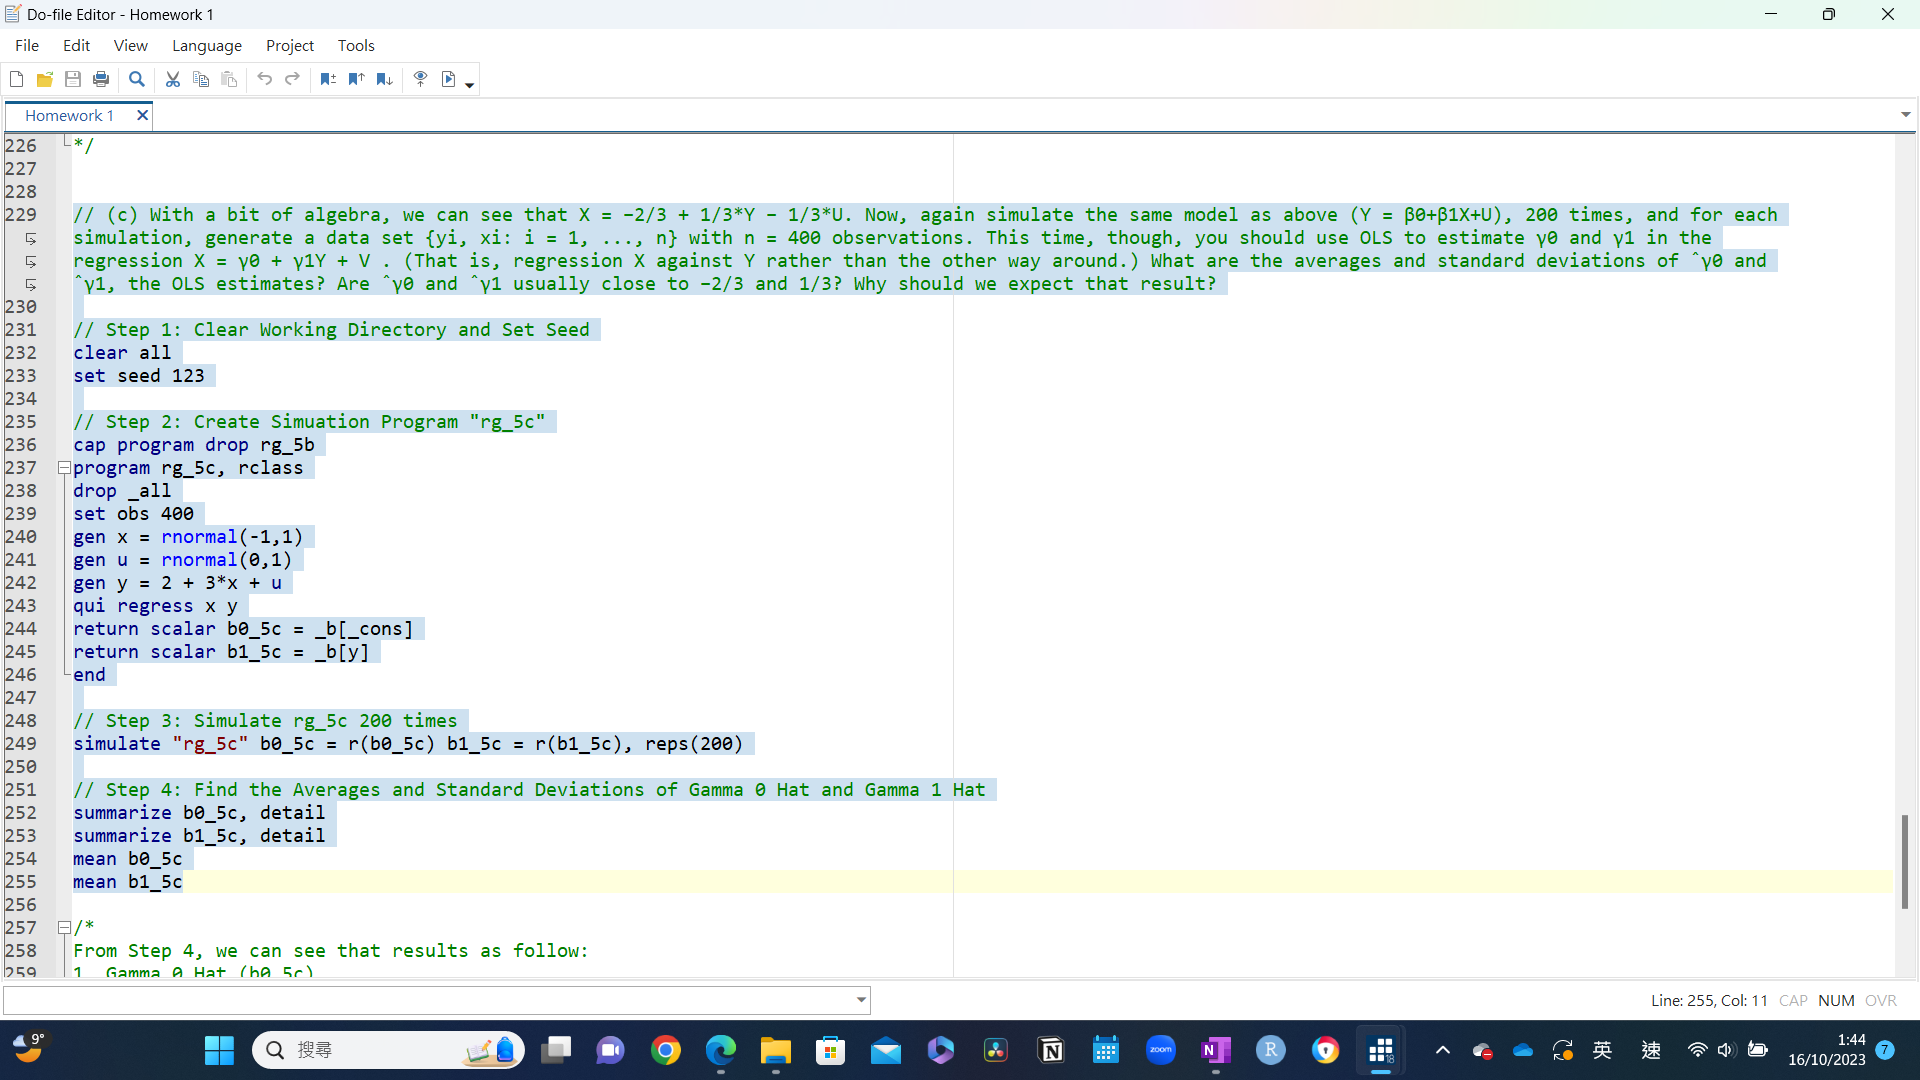 Do-file Editor - Homework 1
File Edit View Language Project Tools
Homework 1
226 */
227
228
229 // (c) With a bit of algebra, we can see that X = −2/3 + 1/3*Y − 1/3*U. Now, again simulate the same model as above (Y = β0+β1X+U), 200 times, and for each
simulation, generate a data set {yi, xi: i = 1, ..., n} with n = 400 observations. This time, though, you should use OLS to estimate γ0 and γ1 in the
regression X = γ0 + γ1Y + V . (That is, regression X against Y rather than the other way around.) What are the averages and standard deviations of ˆγ0 and
ˆγ1, the OLS estimates? Are ˆγ0 and ˆγ1 usually close to −2/3 and 1/3? Why should we expect that result?
230
231 // Step 1: Clear Working Directory and Set Seed
232 clear all
233 set seed 123
234
235 // Step 2: Create Simuation Program "rg_5c"
236 cap program drop rg_5b
237 program rg_5c, rclass
238 drop _all
239 set obs 400
240 gen x = rnormal(-1,1)
241 gen u = rnormal(0,1)
242 gen y = 2 + 3*x + u
243 qui regress x y
244 return scalar b0_5c = _b[_cons]
245 return scalar b1_5c = _b[y]
246 end
247
248 // Step 3: Simulate rg_5c 200 times
249 simulate "rg_5c" b0_5c = r(b0_5c) b1_5c = r(b1_5c), reps(200)
250
251 // Step 4: Find the Averages and Standard Deviations of Gamma 0 Hat and Gamma 1 Hat
252 summarize b0_5c, detail
253 summarize b1_5c, detail
254 mean b0_5c
255 mean b1_5c
256
257 /*
258 From Step 4, we can see that results as follow:
259 1. Gamma 0 Hat (b0_5c)
Line: 255, Col: 11 CAP NUM OVR
9°
搜尋
zoom
N
R
18
英
速
1:44
16/10/2023
7